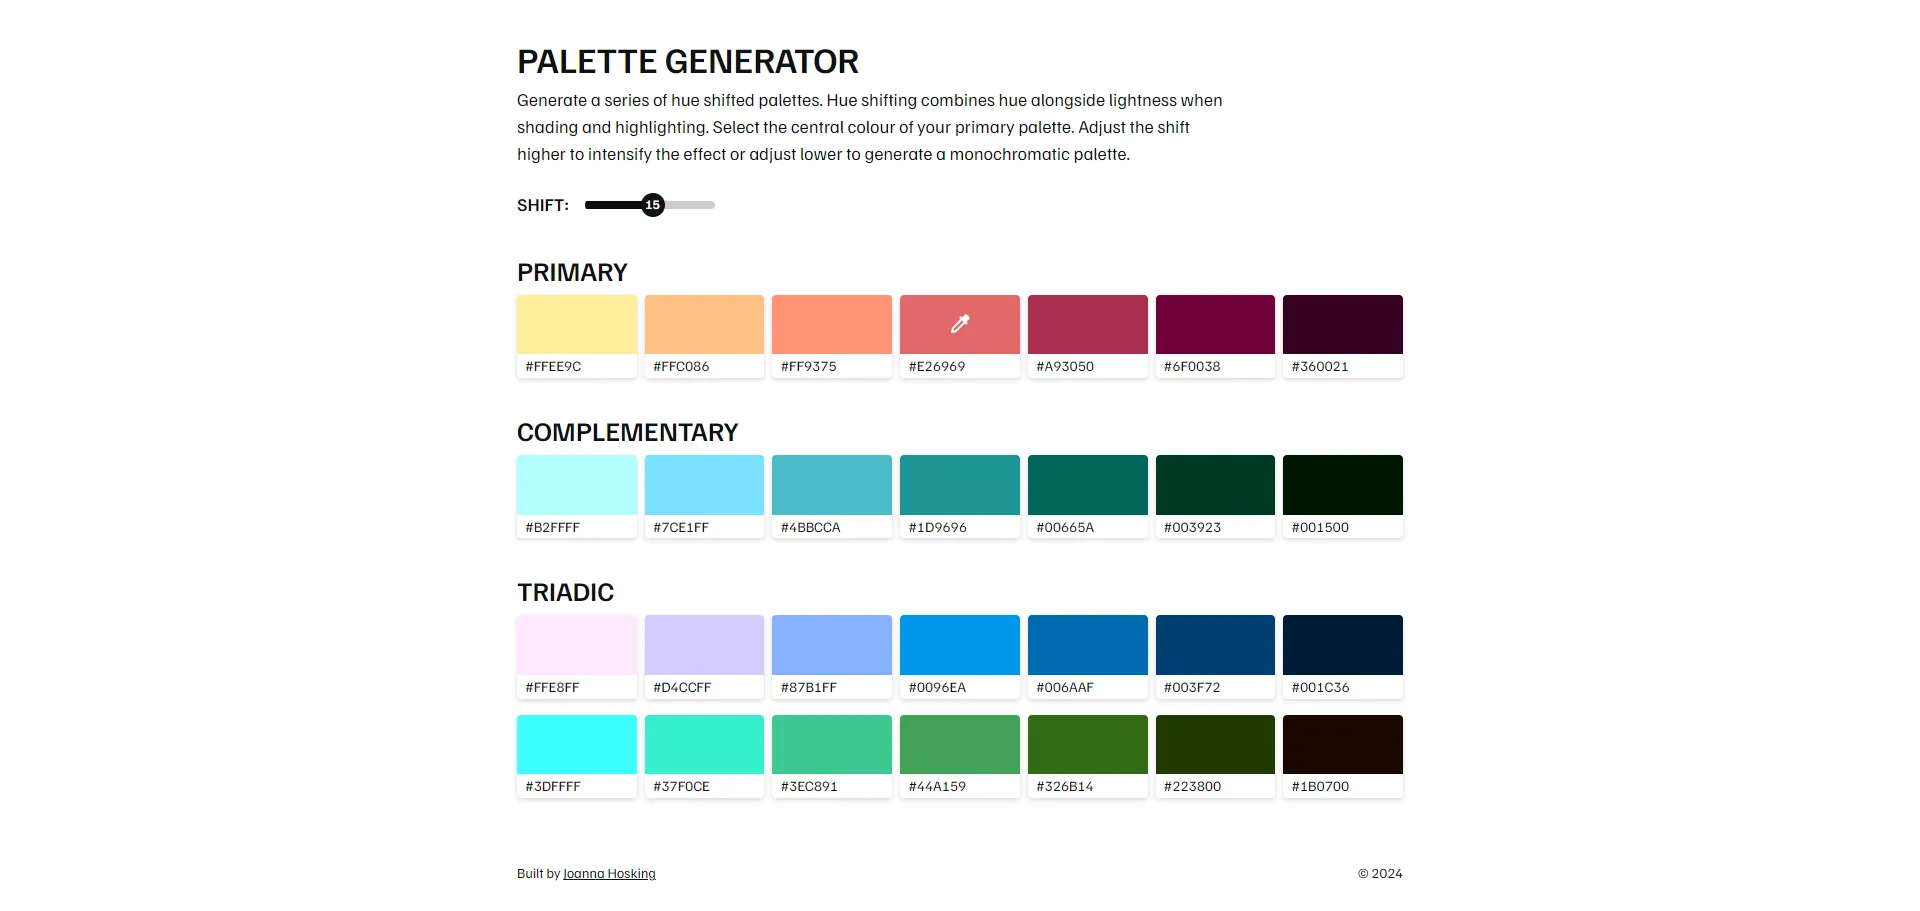 PALETTE GENERATOR
Generate a series of hue shifted palettes. Hue shifting combines hue alongside lightness when
shading and highlighting. Select the central colour of your primary palette. Adjust the shift
higher to intensify the effect or adjust lower to generate a monochromatic palette.
SHIFT: 15
PRIMARY
#FFEE9C #FFC086 #FF9375 #E26969 #A93050 #6F0038 #360021
COMPLEMENTARY
#B2FFFF #7CE1FF #4BBCCA #1D9696 #00665A #003923 #001500
TRIADIC
#FFE8FF #D4CCFF #87B1FF #0096EA #006AAF #003F72 #001C36
#3DFFFF #37F0CE #3EC891 #44A159 #326B14 #223800 #1B0700
Built by Joanna Hosking © 2024